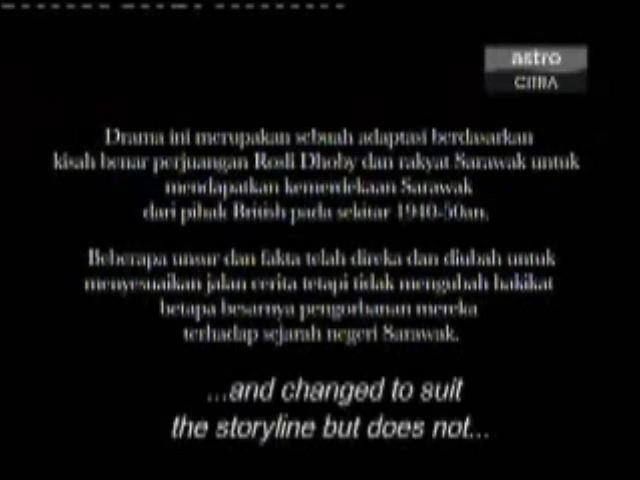 astro
CITRA
Drama ini merupakan sebuah adaptasi berdasarkan
kisah benar perjuangan Rosli Dhoby dan rakyat Sarawak untuk
mendapatkan kemerdekaan Sarawak
dari pihak British pada sekitar 1940-50an.
Beberapa unsur dan fakta telah direka dan diubah untuk
menyesuaikan jalan cerita tetapi tidak mengubah hakikat
betapa besarnya pengorbanan mereka
terhadap sejarah negeri Sarawak.
...and changed to suit
the storyline but does not...